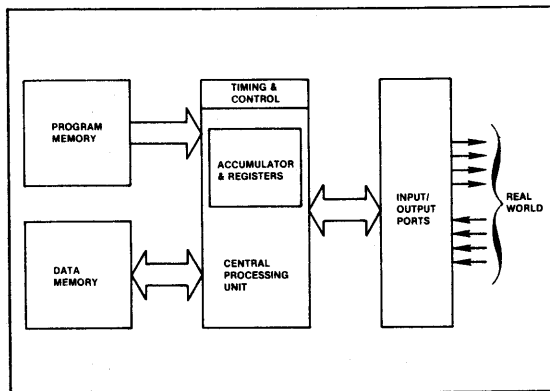 TIMING &
CONTROL
PROGRAM
MEMORY
ACCUMULATOR
& REGISTERS
INPUT/
OUTPUT
PORTS
REAL
WORLD
DATA
MEMORY
CENTRAL
PROCESSING
UNIT